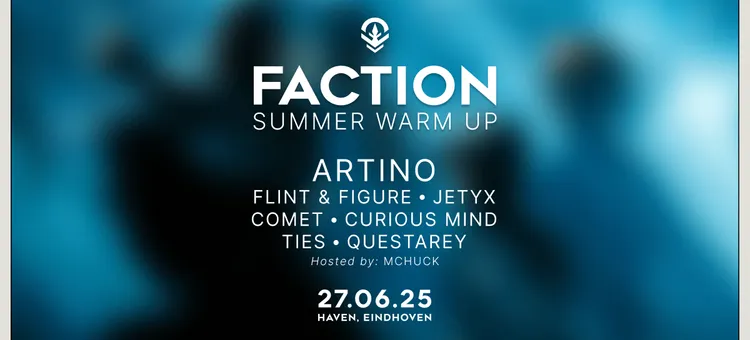 FACTION
SUMMER WARM UP
ARTINO
FLINT & FIGURE • JETYX
COMET • CURIOUS MIND
TIES • QUESTAREY
Hosted by: MCHUCK
27.06.25
HAVEN, EINDHOVEN